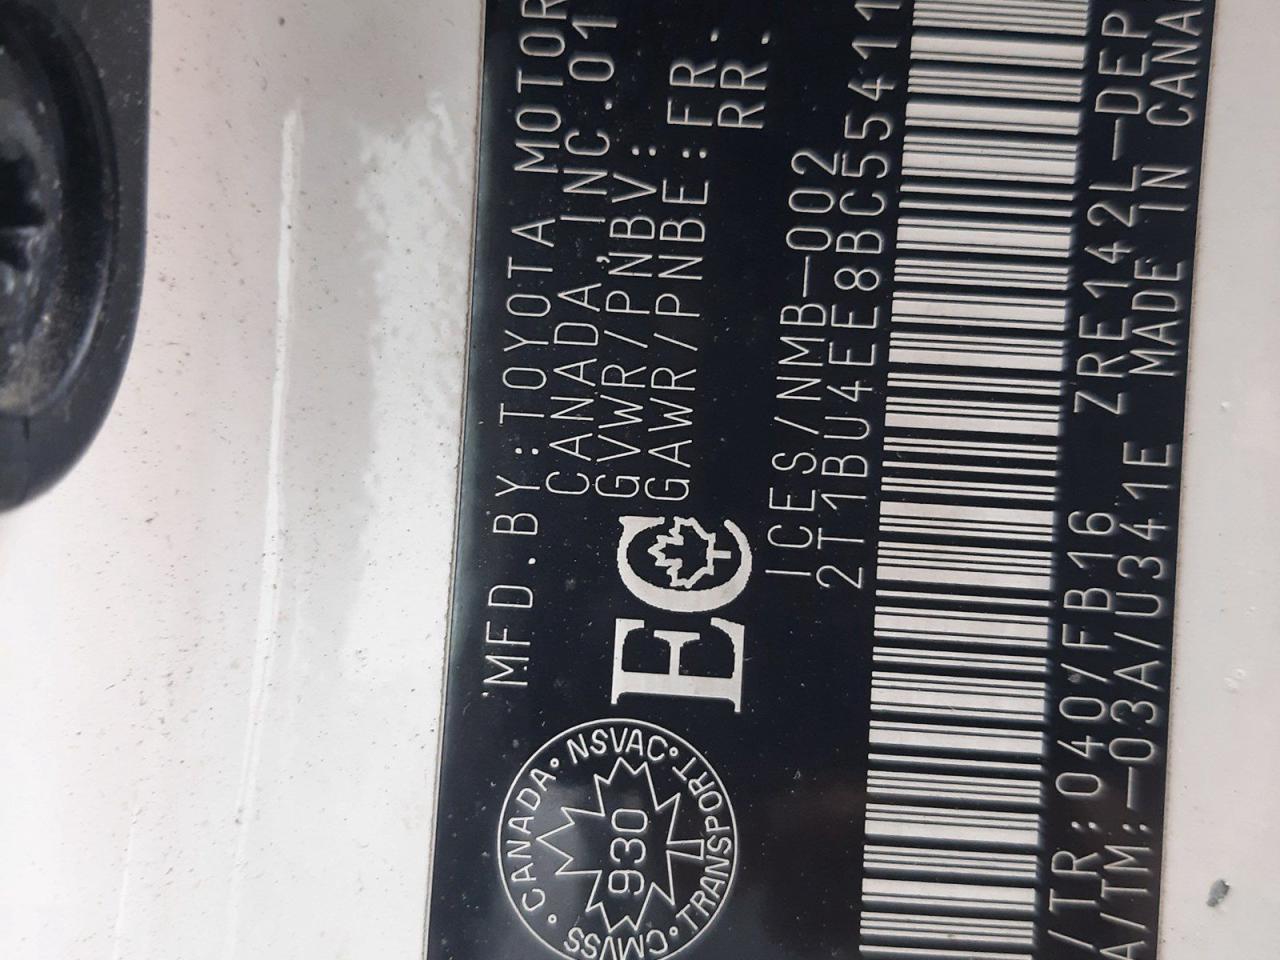 MFD.BY:TOYOTA MOTOR
CANADA INC.01
GVWR/PNBV:
GAWR/PNBE:FR.
RR.
EC
ICES/NMB-002
2T1BU4EE8BC55411
CANADA • NSVAC • TRANSPORT • CMVSS •
930
/TR:040/FB16 ZRE142L-DEP
A/TM:-03A/U341E MADE IN CANA